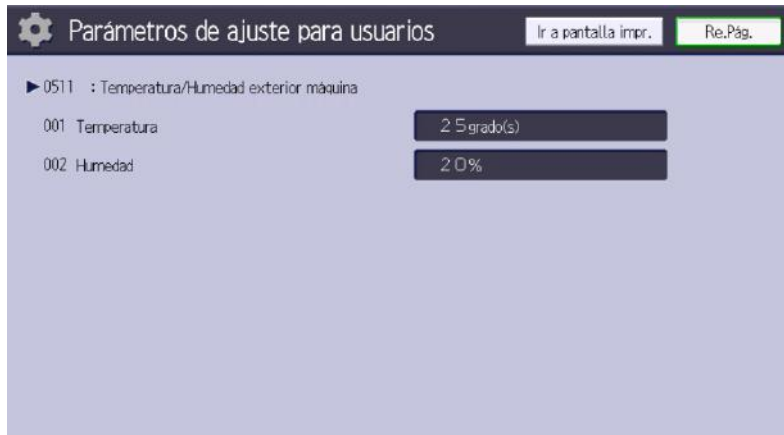 Parámetros de ajuste para usuarios
Ir a pantalla impr.
Re.Pág.
0511 : Temperatura/Humedad exterior máquina
001 Temperatura 25grado(s)
002 Humedad 20%